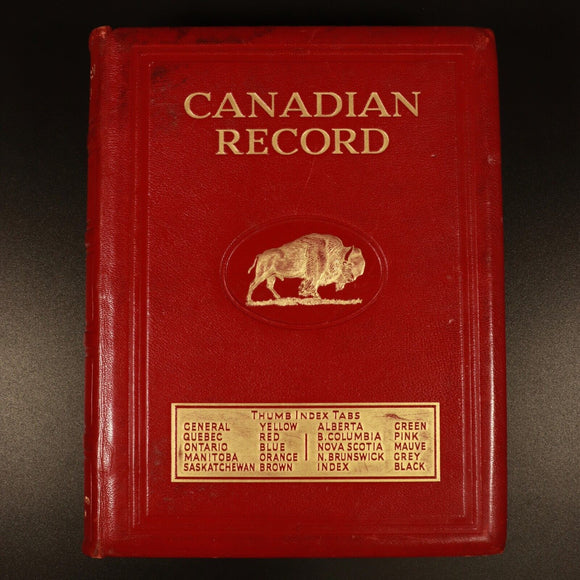 CANADIAN
RECORD
THUMB INDEX TABS
GENERAL YELLOW ALBERTA GREEN
QUEBEC RED B. COLUMBIA PINK
ONTARIO BLUE NOVA SCOTIA MAUVE
MANITOBA ORANGE N. BRUNSWICK GREY
SASKATCHEWAN BROWN INDEX BLACK